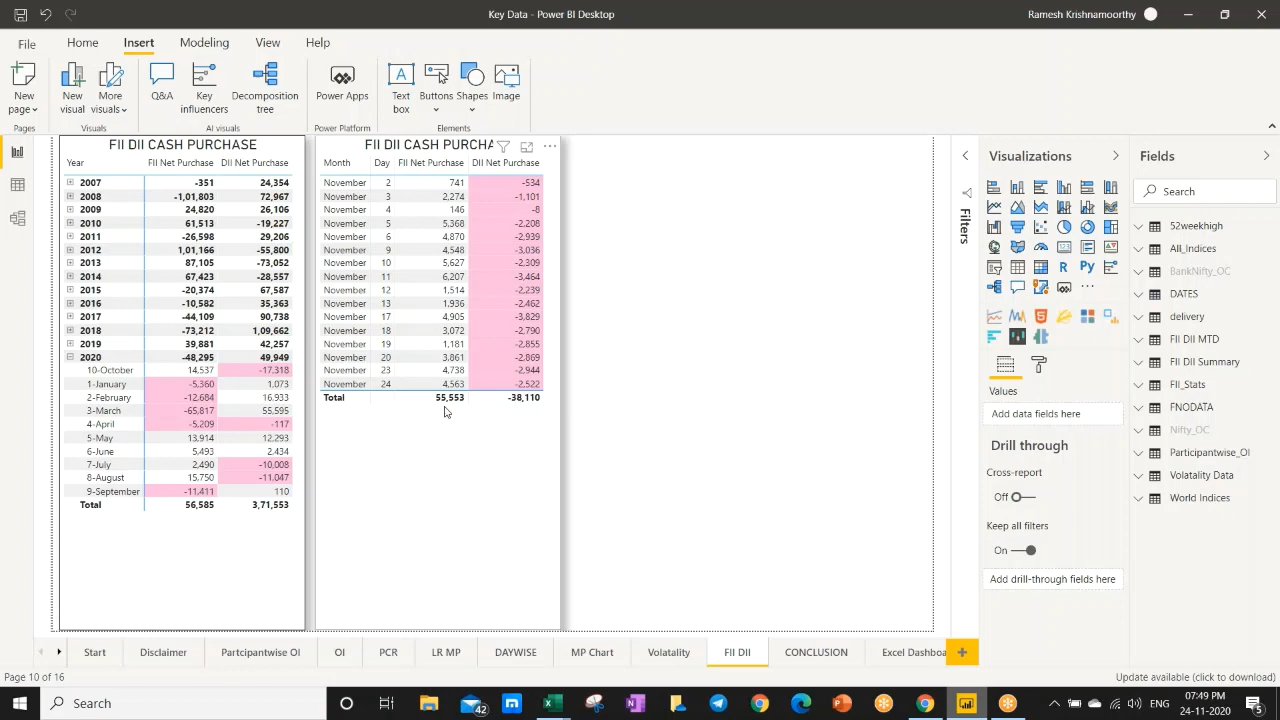 Key Data - Power BI Desktop
Ramesh Krishnamoorthy
File Home Insert Modeling View Help
New page
New visual
More visuals
Q&A
Key influencers
Decomposition tree
Power Apps
Text box
Buttons
Shapes
Image
Pages Visuals AI visuals Power Platform Elements
FII DII CASH PURCHASE
Year FII Net Purchase DII Net Purchase
2007 -351 24,354
2008 -1,01,803 72,967
2009 24,820 26,106
2010 61,513 -19,227
2011 -26,598 29,206
2012 1,01,166 -55,800
2013 87,105 -73,052
2014 67,423 -28,557
2015 -20,374 67,587
2016 -10,582 35,363
2017 -44,109 90,738
2018 -73,212 1,09,662
2019 39,881 42,257
2020 -48,295 49,949
10-October 14,537 -17,318
1-January -5,360 1,073
2-February -12,684 16,933
3-March -65,817 55,595
4-April -5,209 -117
5-May 13,914 12,293
6-June 5,493 2,434
7-July 2,490 -10,008
8-August 15,750 -11,047
9-September -11,411 110
Total 56,585 3,71,553
FII DII CASH PURCHA
Month Day FII Net Purchase DII Net Purchase
November 2 741 -534
November 3 2,274 -1,101
November 4 146 -8
November 5 5,368 -2,208
November 6 4,870 -2,939
November 9 4,548 -3,036
November 10 5,627 -2,309
November 11 6,207 -3,464
November 12 1,514 -2,239
November 13 1,936 -2,462
November 17 4,905 -3,829
November 18 3,072 -2,790
November 19 1,181 -2,855
November 20 3,861 -2,869
November 23 4,738 -2,944
November 24 4,563 -2,522
Total 55,553 -38,110
Filters
Visualizations
R Py
Values
Add data fields here
Drill through
Cross-report
Off
Keep all filters
On
Add drill-through fields here
Fields
Search
52weekhigh
All_Indices
BankNifty_OC
DATES
delivery
FII DII MTD
FII DII Summary
FII_Stats
FNODATA
Nifty_OC
Participantwise_OI
Volatality Data
World Indices
Start Disclaimer Partcipantwise OI OI PCR LR MP DAYWISE MP Chart Volatality FII DII CONCLUSION Excel Dashboa
Page 10 of 16
Update available (click to download)
Search
42
ENG
07:49 PM
24-11-2020
5